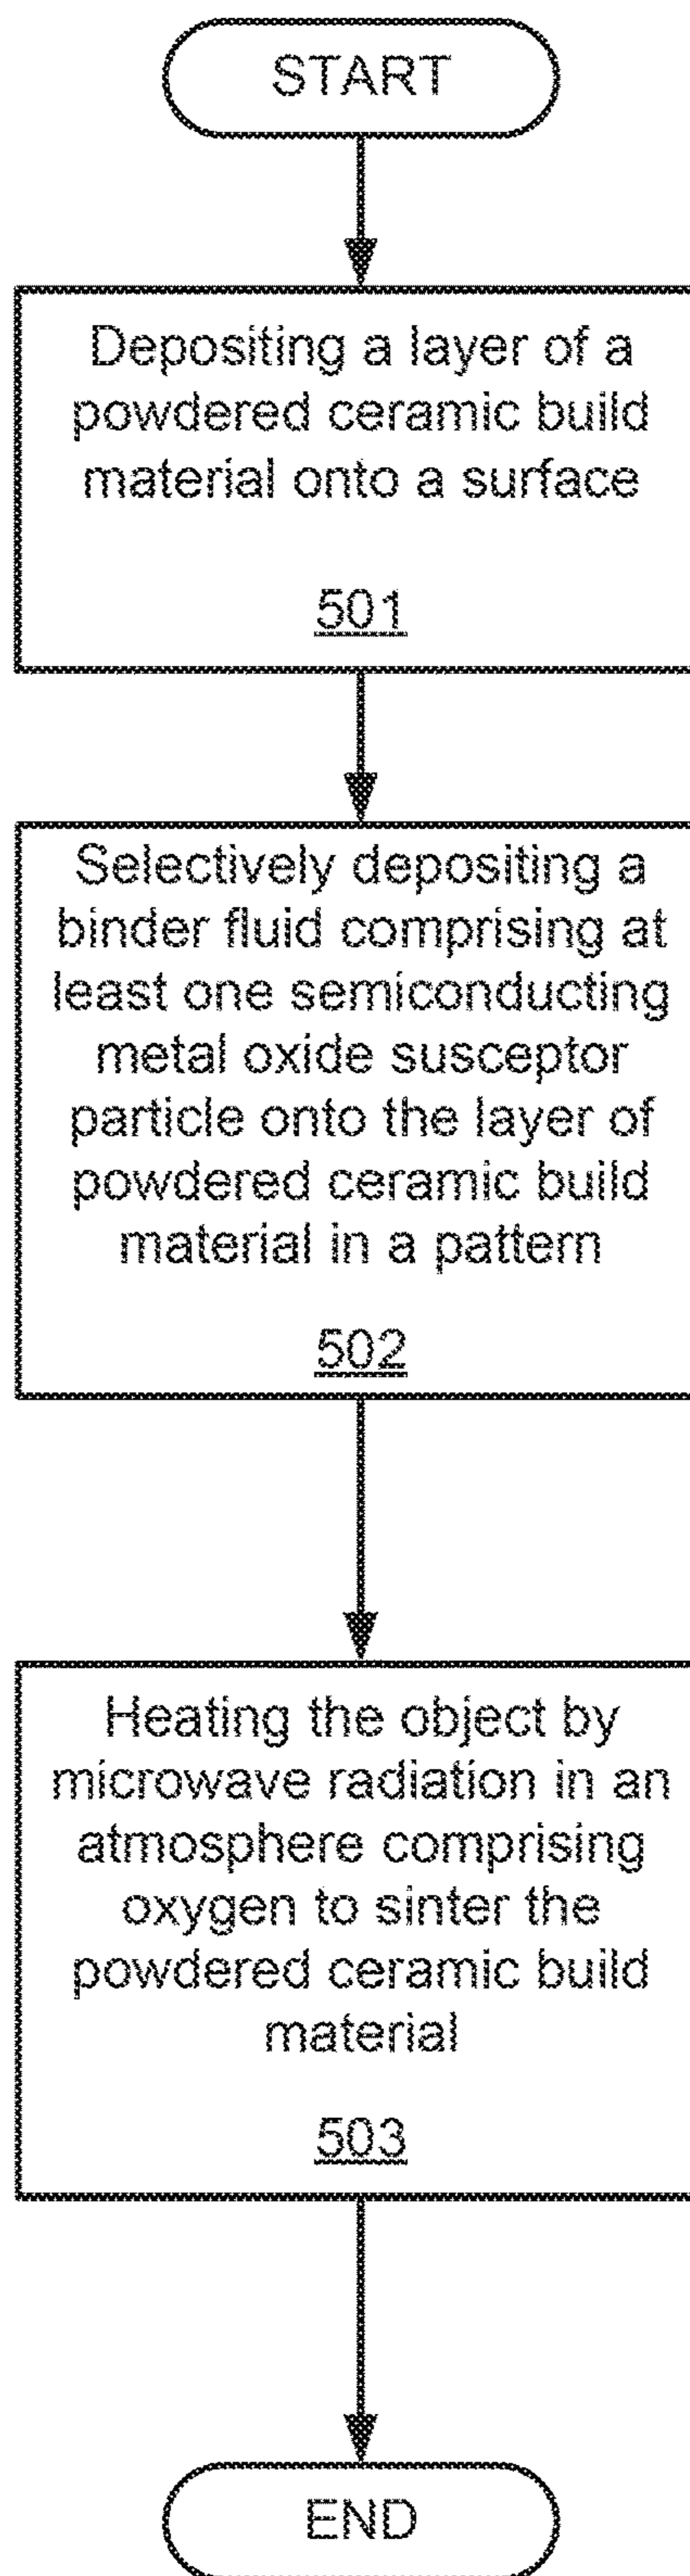 START
Depositing a layer of a
powdered ceramic build
material onto a surface
501
Selectively depositing a
binder fluid comprising at
least one semiconducting
metal oxide susceptor
particle onto the layer of
powdered ceramic build
material in a pattern
502
Heating the object by
microwave radiation in an
atmosphere comprising
oxygen to sinter the
powdered ceramic build
material
503
END